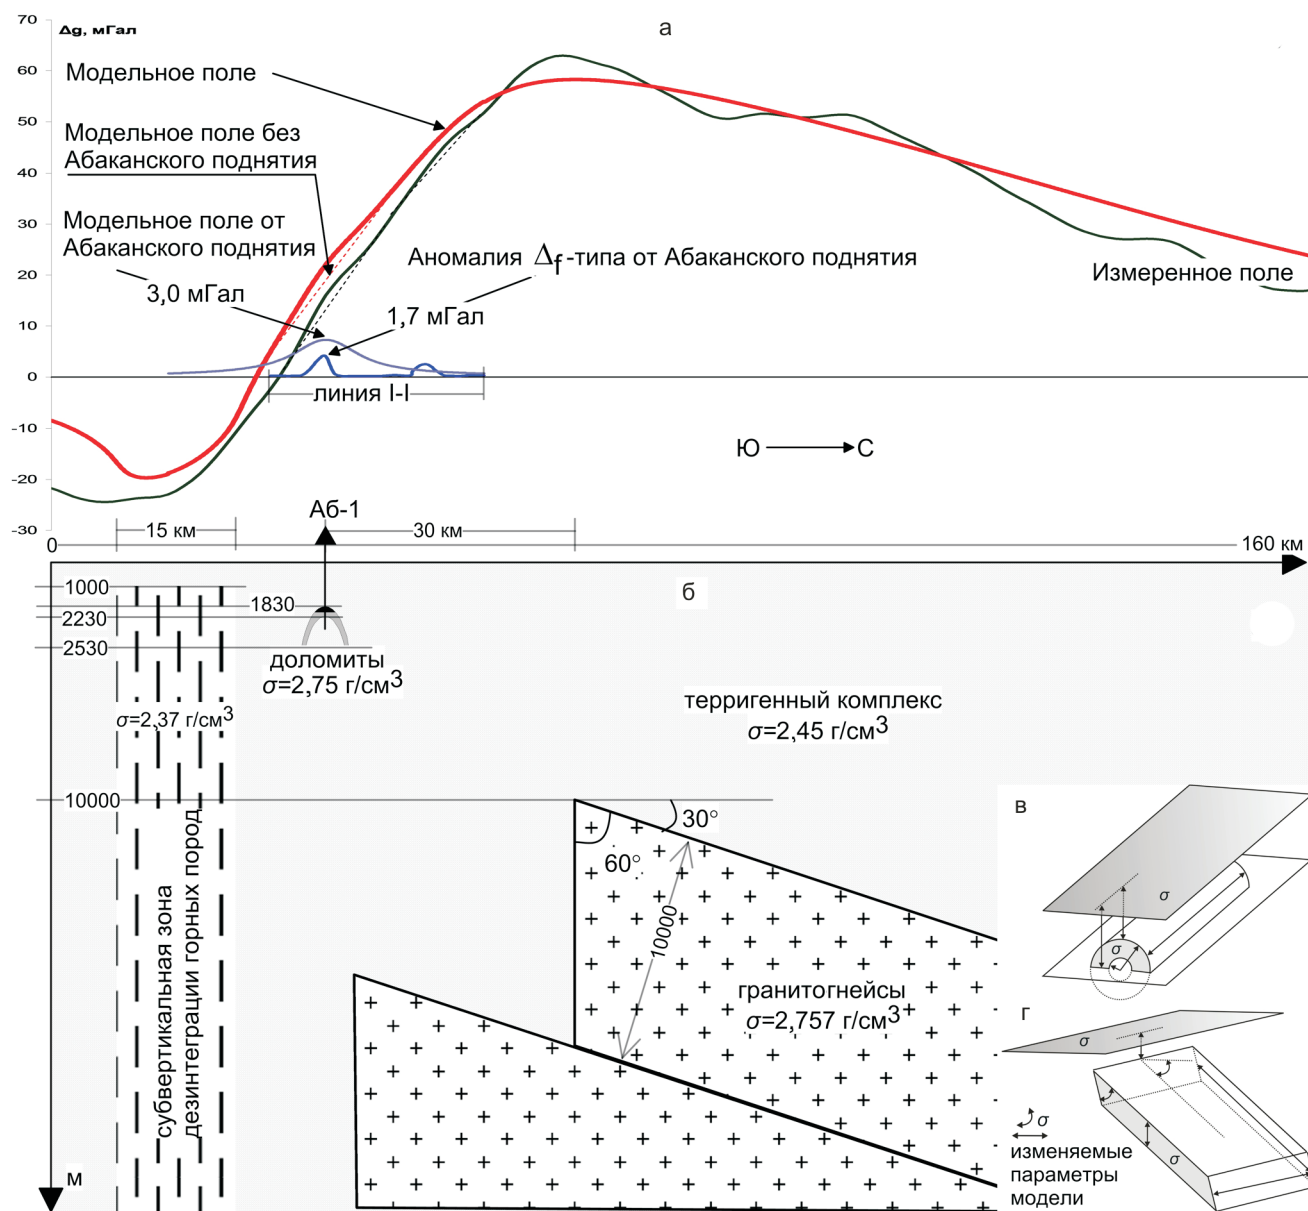 а
Δg, мГал
70
60
50
40
30
20
10
0
-10
-20
-30
Модельное поле
Модельное поле без
Абаканского поднятия
Модельное поле от
Абаканского поднятия
3,0 мГал
Аномалия Δf-типа от Абаканского поднятия
1,7 мГал
Измеренное поле
линия I-I
Ю С
Аб-1
15 км
30 км
0
160 км
б
1000
1830
2230
2530
доломиты
σ=2,75 г/см3
σ=2,37 г/см3
терригенный комплекс
σ=2,45 г/см3
10000
30°
60°
10000
гранитогнейсы
σ=2,757 г/см3
субвертикальная зона
дезинтеграции горных пород
м
в
σ
σ
г
σ
σ
σ
изменяемые
параметры
модели